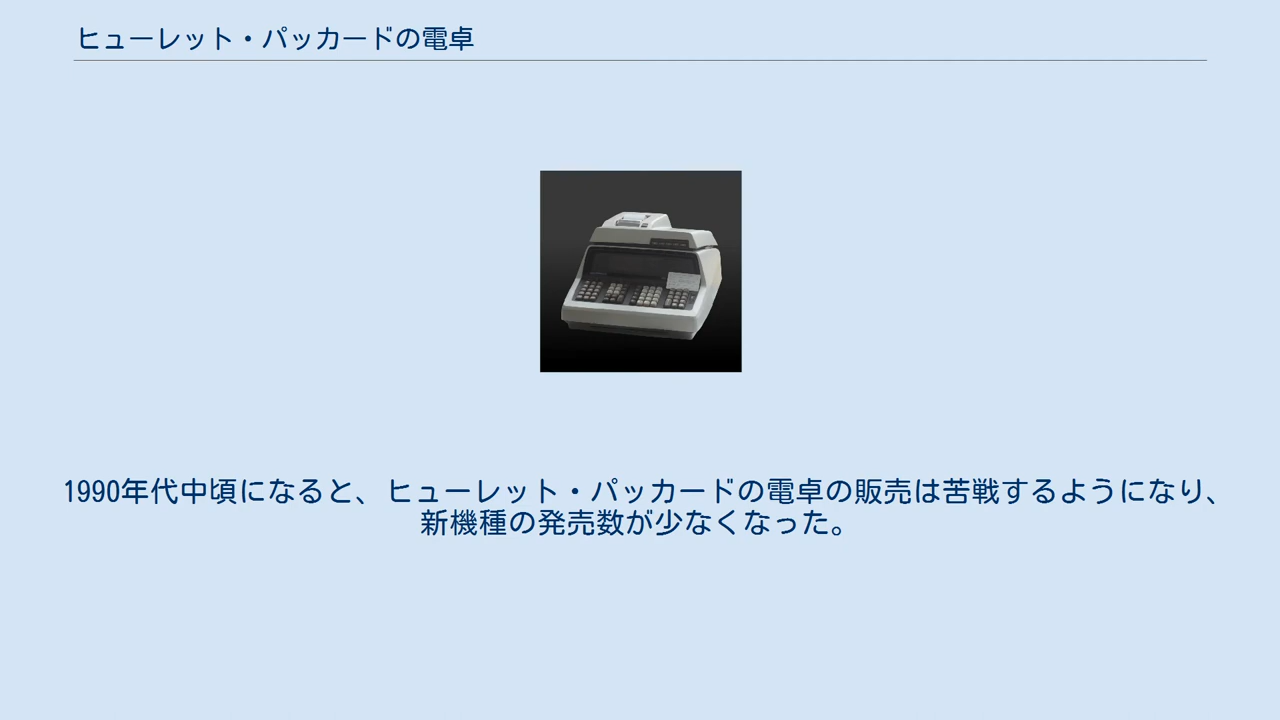 ヒューレット・パッカードの電卓
1990年代中頃になると、ヒューレット・パッカードの電卓の販売は苦戦するようになり、
新機種の発売数が少なくなった。